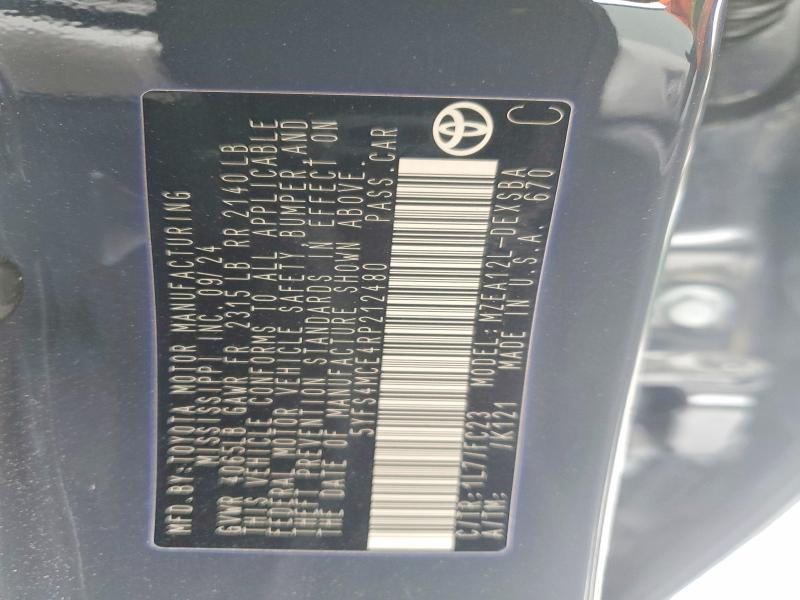 MFD.BY:TOYOTA MOTOR MANUFACTURING
MISSISSIPPI, INC. 09/24
GVWR 4065LB GAWR FR 2315LB RR 2140LB
THIS VEHICLE CONFORMS TO ALL APPLICABLE
FEDERAL MOTOR VEHICLE SAFETY, BUMPER, AND
THEFT PREVENTION STANDARDS IN EFFECT ON
THE DATE OF MANUFACTURE SHOWN ABOVE.
5YFS4MCE4RP212480 PASS.CAR
C/TR:1L7/FC23 MODEL:MZEA12L-DEXSBA
A/TM: /K121 MADE IN U.S.A. 670
C